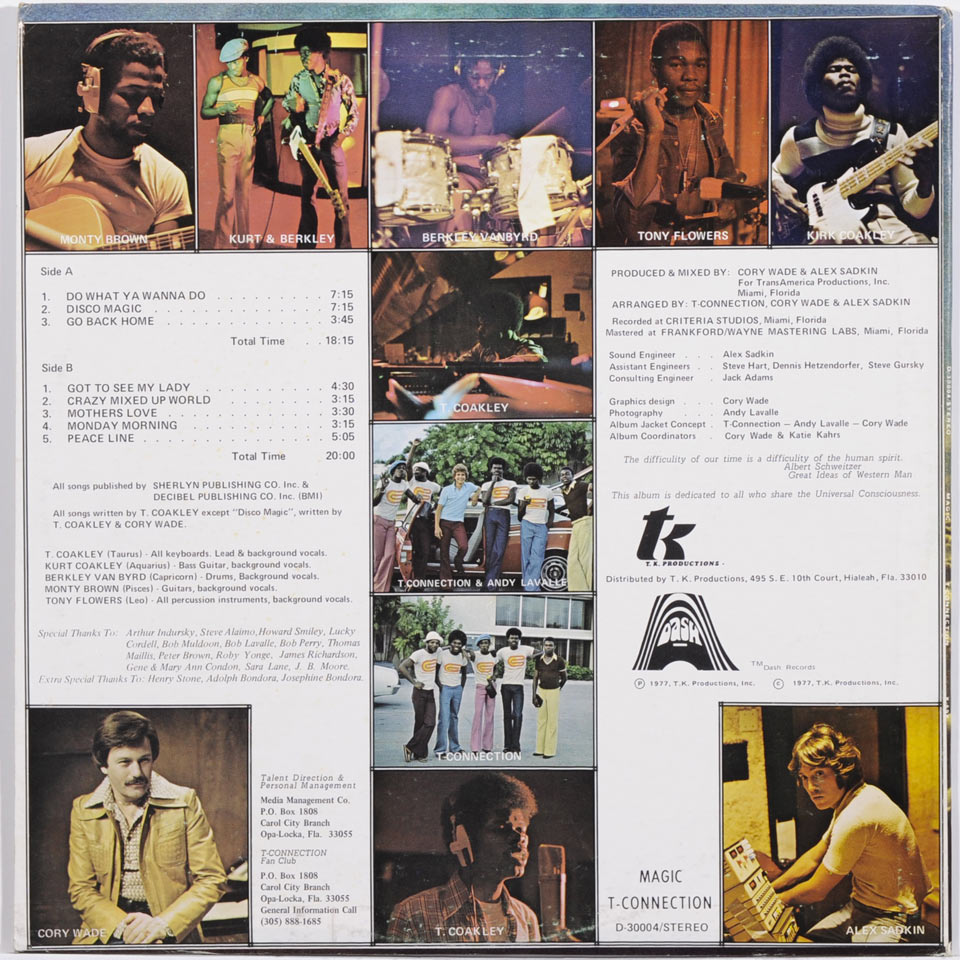 MONTY BROWN
KURT & BERKLEY
BERKLEY VANBYRD
TONY FLOWERS
KIRK COAKLEY
Side A
1. DO WHAT YA WANNA DO . . . . . . . . . 7:15
2. DISCO MAGIC . . . . . . . . . . . . . . . 7:15
3. GO BACK HOME . . . . . . . . . . . . . 3:45
Total Time . . 18:15
Side B
1. GOT TO SEE MY LADY . . . . . . . . . . 4:30
2. CRAZY MIXED UP WORLD . . . . . . . . 3:15
3. MOTHERS LOVE . . . . . . . . . . . . . 3:30
4. MONDAY MORNING . . . . . . . . . . . . 3:15
5. PEACE LINE . . . . . . . . . . . . . . . 5:05
Total Time 20:00
All songs published by SHERLYN PUBLISHING CO. Inc. &
DECIBEL PUBLISHING CO. Inc. (BMI)
All songs written by T. COAKLEY except "Disco Magic", written by
T. COAKLEY & CORY WADE.
T. COAKLEY (Taurus) - All keyboards. Lead & background vocals.
KURT COAKLEY (Aquarius) - Bass Guitar, background vocals.
BERKLEY VAN BYRD (Capricorn) - Drums, Background vocals.
MONTY BROWN (Pisces) - Guitars, background vocals.
TONY FLOWERS (Leo) - All percussion instruments, background vocals.
Special Thanks To: Arthur Indursky, Steve Alaimo, Howard Smiley, Lucky
Cordell, Bob Muldoon, Bob Lavalle, Bob Perry, Thomas
Maillis, Peter Brown, Roby Yonge, James Richardson,
Gene & Mary Ann Condon, Sara Lane, J. B. Moore.
Extra Special Thanks To: Henry Stone, Adolph Bondora, Josephine Bondora.
T. COAKLEY
T.CONNECTION & ANDY LAVALLE
T-CONNECTION
T. COAKLEY
PRODUCED & MIXED BY: CORY WADE & ALEX SADKIN
For TransAmerica Productions, Inc.
Miami, Florida
ARRANGED BY: T-CONNECTION, CORY WADE & ALEX SADKIN
Recorded at CRITERIA STUDIOS, Miami, Florida
Mastered at FRANKFORD/WAYNE MASTERING LABS, Miami, Florida
Sound Engineer . . . Alex Sadkin
Assistant Engineers . . Steve Hart, Dennis Hetzendorfer, Steve Gursky
Consulting Engineer . Jack Adams
Graphics design . . . Cory Wade
Photography . . . . Andy Lavalle
Album Jacket Concept . T-Connection — Andy Lavalle — Cory Wade
Album Coordinators . Cory Wade & Katie Kahrs
The difficulity of our time is a difficulity of the human spirit.
Albert Schweitzer
Great Ideas of Western Man
This album is dedicated to all who share the Universal Consciousness.
tk
T. K. PRODUCTIONS.
Distributed by T. K. Productions, 495 S.E. 10th Court, Hialeah, Fla. 33010
DASH
TM Dash Records
Ⓟ 1977, T.K. Productions, Inc. © 1977, T.K. Productions, Inc.
CORY WADE
Talent Direction &
Personal Management
Media Management Co.
P.O. Box 1808
Carol City Branch
Opa-Locka, Fla. 33055
T-CONNECTION
Fan Club
P.O. Box 1808
Carol City Branch
Opa-Locka, Fla. 33055
General Information Call
(305) 888-1685
MAGIC
T-CONNECTION
D-30004/STEREO
ALEX SADKIN